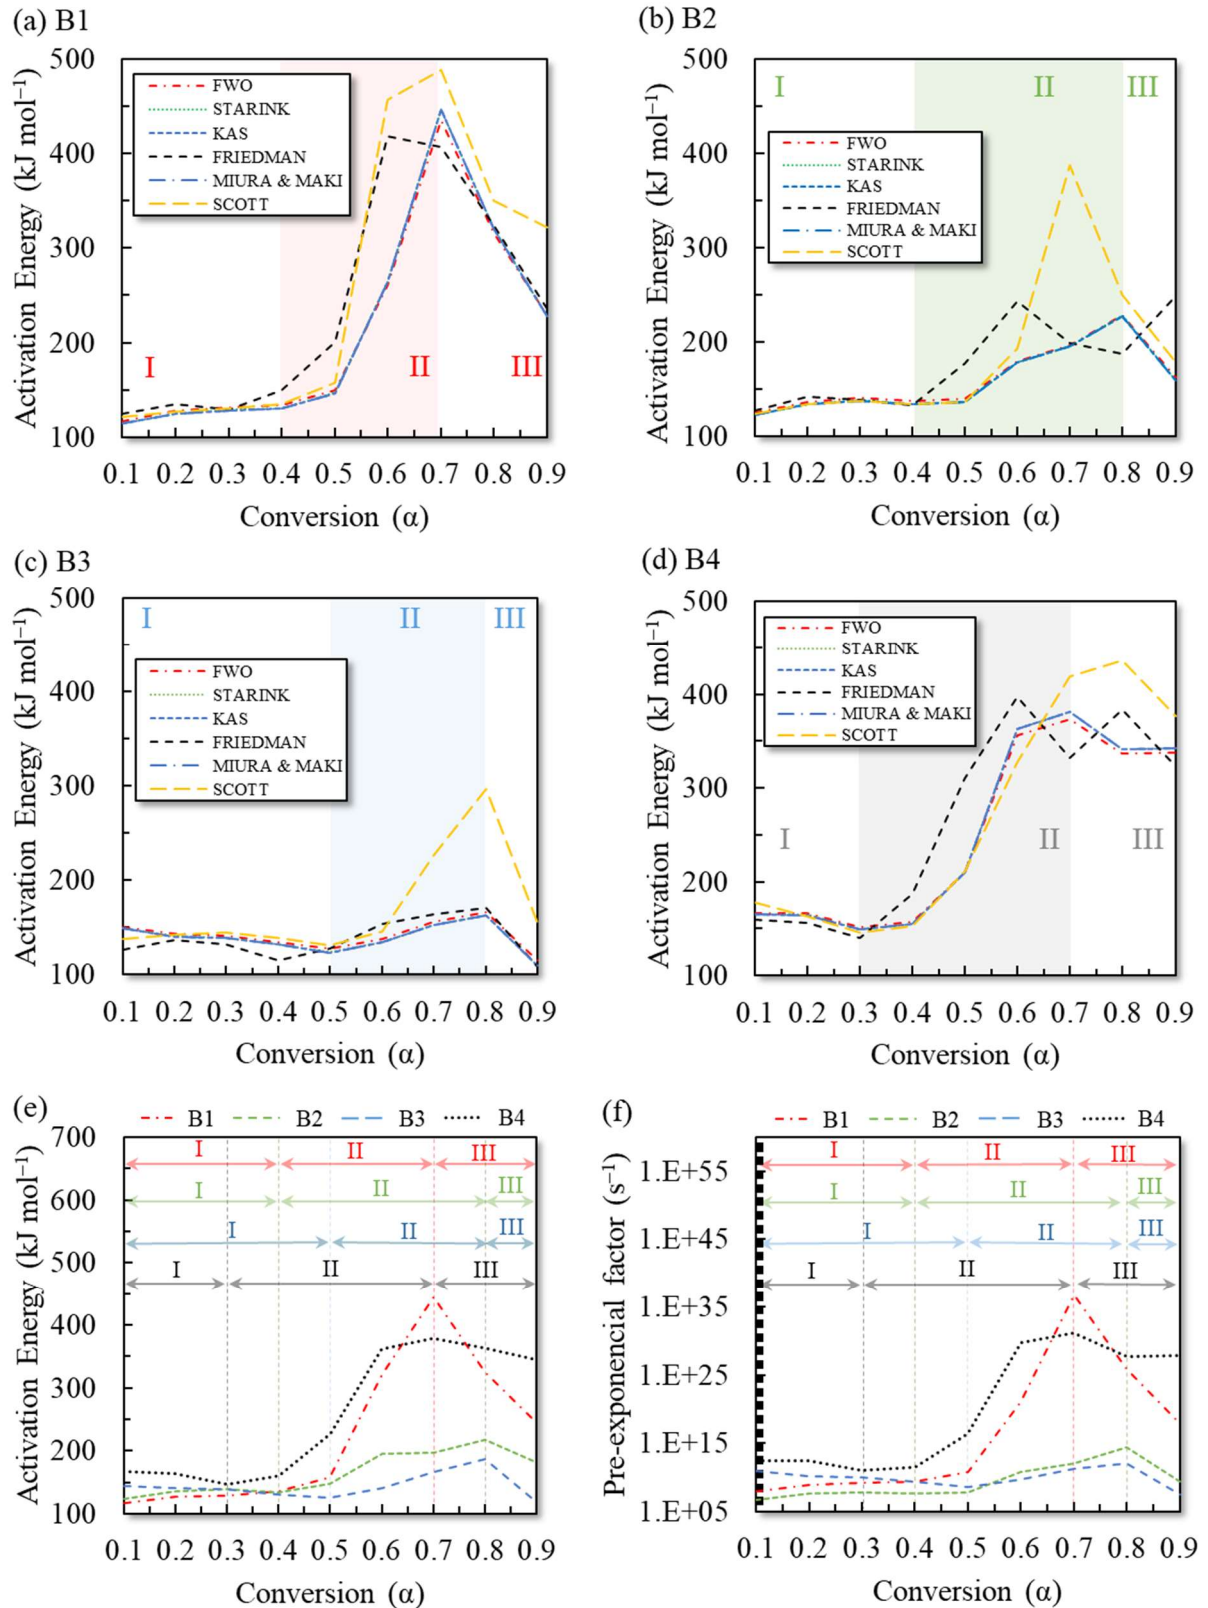 (a) B1
Activation Energy (kJ mol⁻¹)
500
400
300
200
100
FWO
STARINK
KAS
FRIEDMAN
MIURA & MAKI
SCOTT
I
II
III
0.1 0.2 0.3 0.4 0.5 0.6 0.7 0.8 0.9
Conversion (α)
(b) B2
Activation Energy (kJ mol⁻¹)
500
400
300
200
100
I
II
III
FWO
STARINK
KAS
FRIEDMAN
MIURA & MAKI
SCOTT
0.1 0.2 0.3 0.4 0.5 0.6 0.7 0.8 0.9
Conversion (α)
(c) B3
Activation Energy (kJ mol⁻¹)
500
400
300
200
100
I
II
III
FWO
STARINK
KAS
FRIEDMAN
MIURA & MAKI
SCOTT
0.1 0.2 0.3 0.4 0.5 0.6 0.7 0.8 0.9
Conversion (α)
(d) B4
Activation Energy (kJ mol⁻¹)
500
400
300
200
100
FWO
STARINK
KAS
FRIEDMAN
MIURA & MAKI
SCOTT
I
II
III
0.1 0.2 0.3 0.4 0.5 0.6 0.7 0.8 0.9
Conversion (α)
(e)
B1 B2 B3 B4
Activation Energy (kJ mol⁻¹)
700
600
500
400
300
200
100
I II III
I II III
I II III
I II III
0.1 0.2 0.3 0.4 0.5 0.6 0.7 0.8 0.9
Conversion (α)
(f)
B1 B2 B3 B4
Pre-exponencial factor (s⁻¹)
1.E+55
1.E+45
1.E+35
1.E+25
1.E+15
1.E+05
I II III
I II III
I II III
I II III
0.1 0.2 0.3 0.4 0.5 0.6 0.7 0.8 0.9
Conversion (α)